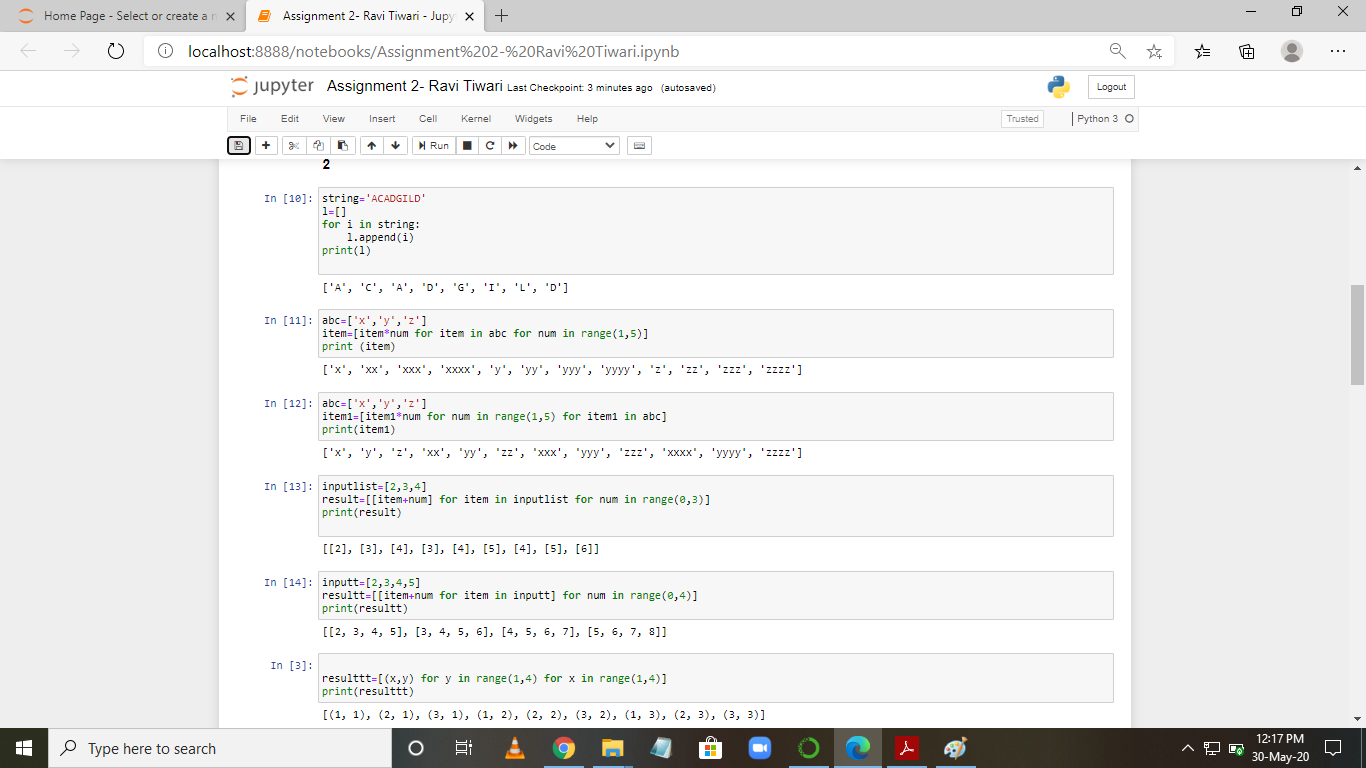 Home Page - Select or create a n
Assignment 2- Ravi Tiwari - Jupy
localhost:8888/notebooks/Assignment%202-%20Ravi%20Tiwari.ipynb
jupyter Assignment 2- Ravi Tiwari Last Checkpoint: 3 minutes ago (autosaved)
Logout
File Edit View Insert Cell Kernel Widgets Help
Trusted
Python 3
Run
Code
2
In [10]: string='ACADGILD'
l=[]
for i in string:
    l.append(i)
print(l)
['A', 'C', 'A', 'D', 'G', 'I', 'L', 'D']
In [11]: abc=['x','y','z']
item=[item*num for item in abc for num in range(1,5)]
print (item)
['x', 'xx', 'xxx', 'xxxx', 'y', 'yy', 'yyy', 'yyyy', 'z', 'zz', 'zzz', 'zzzz']
In [12]: abc=['x','y','z']
item1=[item1*num for num in range(1,5) for item1 in abc]
print(item1)
['x', 'y', 'z', 'xx', 'yy', 'zz', 'xxx', 'yyy', 'zzz', 'xxxx', 'yyyy', 'zzzz']
In [13]: inputlist=[2,3,4]
result=[[item+num] for item in inputlist for num in range(0,3)]
print(result)
[[2], [3], [4], [3], [4], [5], [4], [5], [6]]
In [14]: inputt=[2,3,4,5]
resultt=[[item+num for item in inputt] for num in range(0,4)]
print(resultt)
[[2, 3, 4, 5], [3, 4, 5, 6], [4, 5, 6, 7], [5, 6, 7, 8]]
In [3]:
resulttt=[(x,y) for y in range(1,4) for x in range(1,4)]
print(resulttt)
[(1, 1), (2, 1), (3, 1), (1, 2), (2, 2), (3, 2), (1, 3), (2, 3), (3, 3)]
Type here to search
12:17 PM
30-May-20